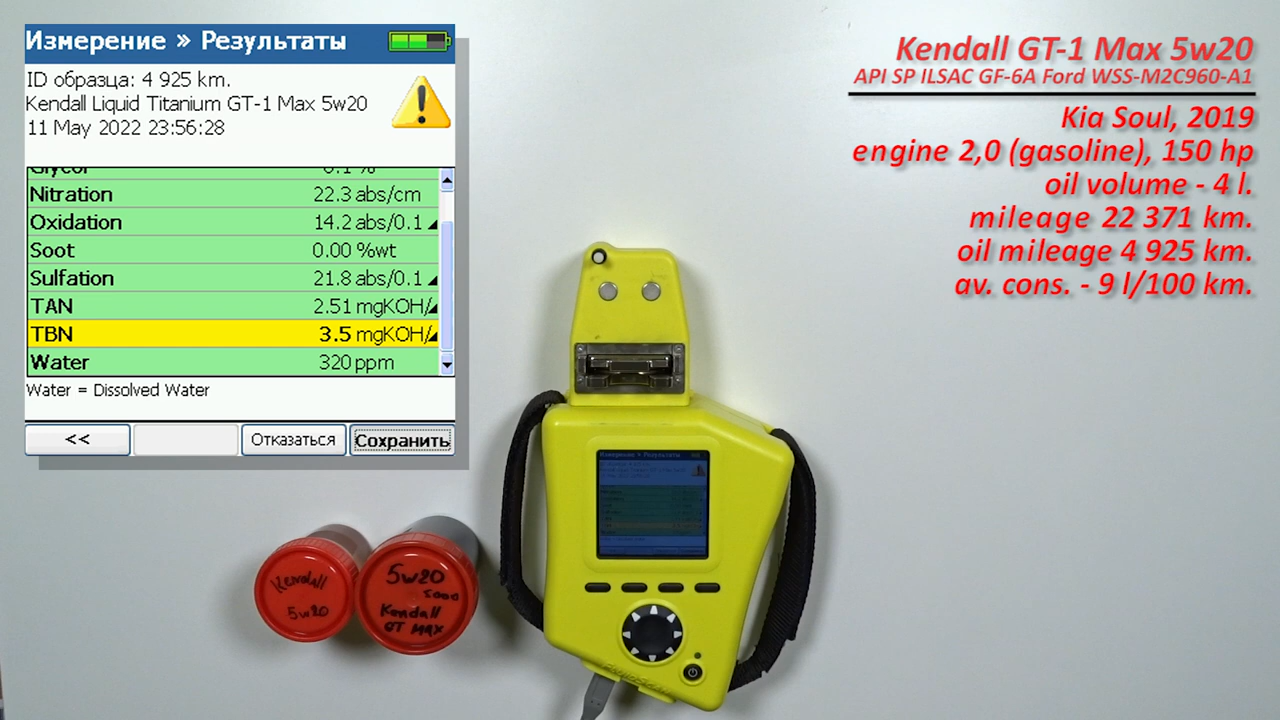 Измерение » Результаты
ID образца: 4 925 km.
Kendall Liquid Titanium GT-1 Max 5w20
11 May 2022 23:56:28
Glycol 0.1 %
Nitration 22.3 abs/cm
Oxidation 14.2 abs/0.1
Soot 0.00 %wt
Sulfation 21.8 abs/0.1
TAN 2.51 mgKOH/
TBN 3.5 mgKOH/
Water 320 ppm
Water = Dissolved Water
<< Отказаться Сохранить
Kendall GT-1 Max 5w20
API SP ILSAC GF-6A Ford WSS-M2C960-A1
Kia Soul, 2019
engine 2,0 (gasoline), 150 hp
oil volume - 4 l.
mileage 22 371 km.
oil mileage 4 925 km.
av. cons. - 9 l/100 km.
Kendall
5w20
5w20
5000
Kendall
GT MAX
Измерение » Результаты